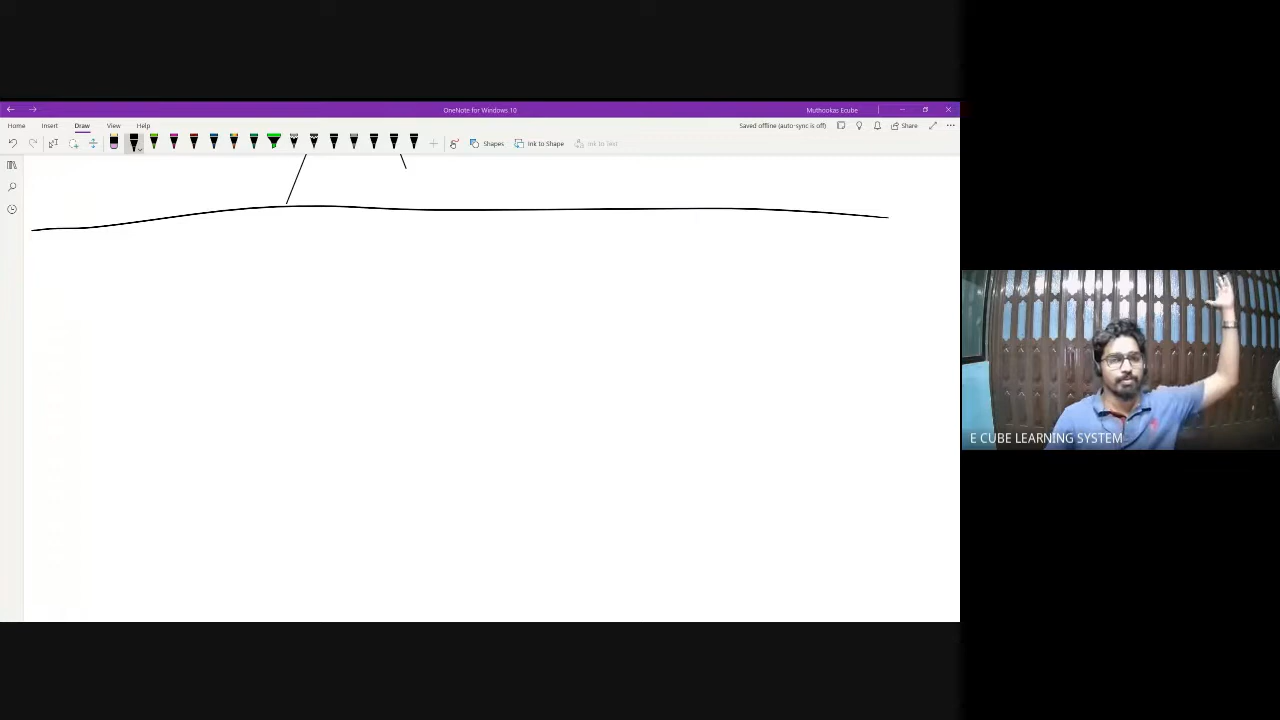 OneNote for Windows 10
Muthookas Ecube
Home Insert Draw View Help
Saved offline (auto-sync is off)
Share
Shapes
Ink to Shape
Ink to Text
E CUBE LEARNING SYSTEM